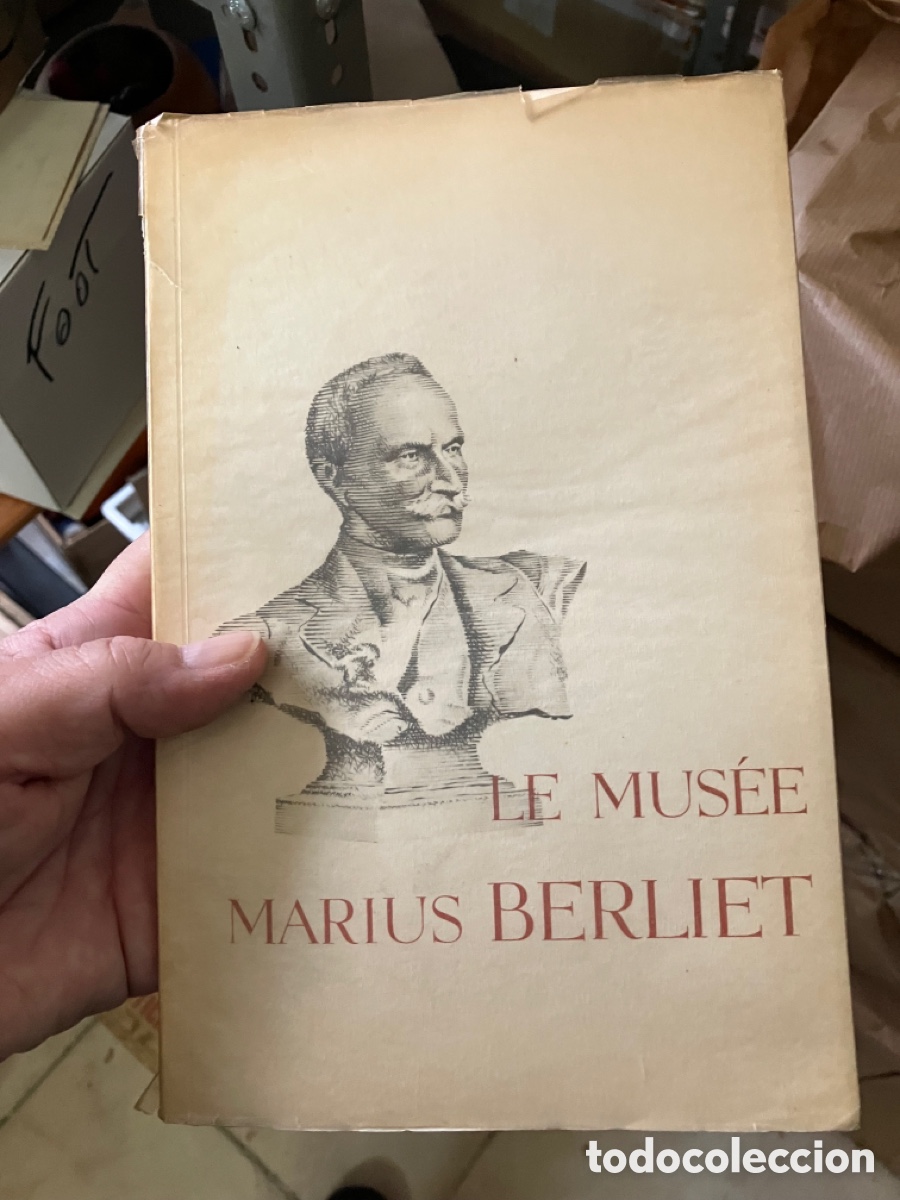 FOOT
LE MUSÉE
MARIUS BERLIET
todocoleccion